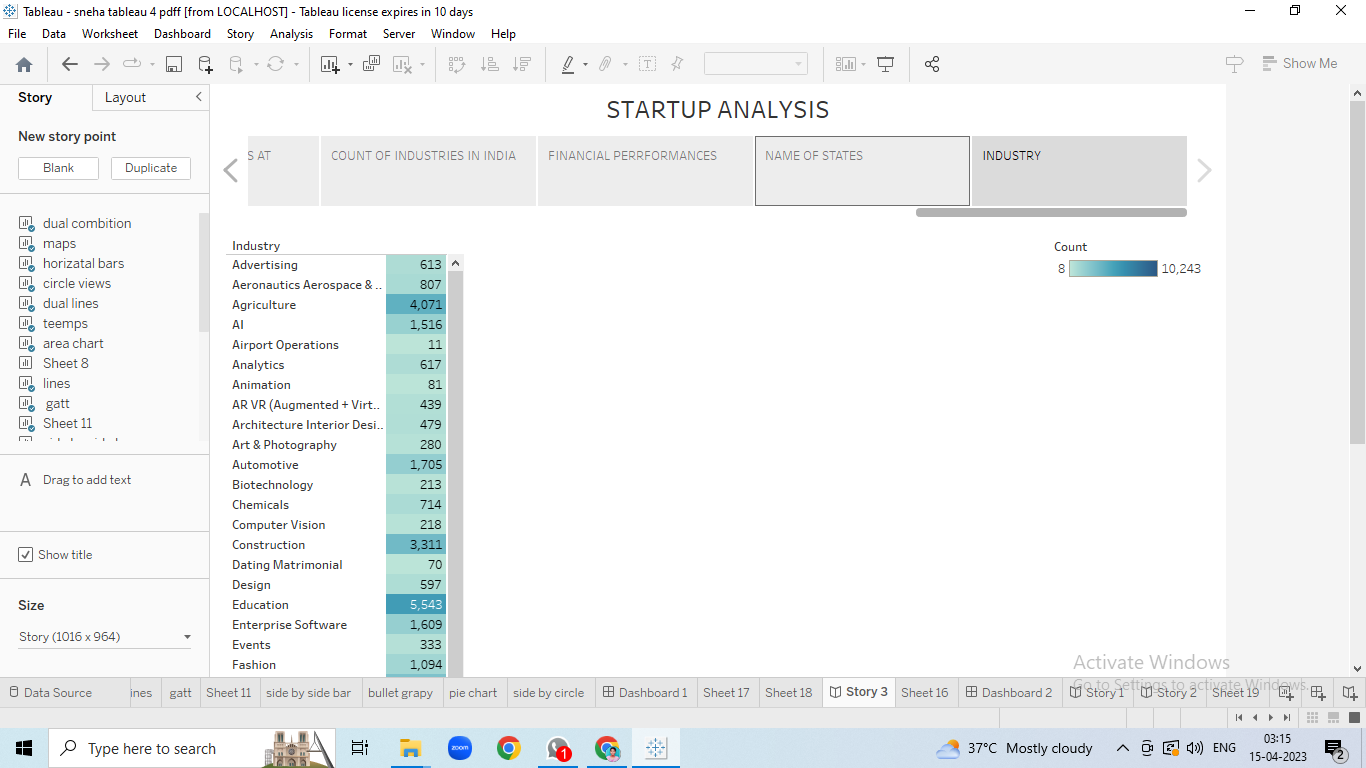 Tableau - sneha tableau 4 pdff [from LOCALHOST] - Tableau license expires in 10 days
File Data Worksheet Dashboard Story Analysis Format Server Window Help
Show Me
Story Layout
New story point
Blank Duplicate
dual combition
maps
horizatal bars
circle views
dual lines
teemps
area chart
Sheet 8
lines
gatt
Sheet 11
A Drag to add text
Show title
Size
Story (1016 x 964)
STARTUP ANALYSIS
S AT
COUNT OF INDUSTRIES IN INDIA
FINANCIAL PERRFORMANCES
NAME OF STATES
INDUSTRY
Industry
Advertising 613
Aeronautics Aerospace & .. 807
Agriculture 4,071
AI 1,516
Airport Operations 11
Analytics 617
Animation 81
AR VR (Augmented + Virt.. 439
Architecture Interior Desi.. 479
Art & Photography 280
Automotive 1,705
Biotechnology 213
Chemicals 714
Computer Vision 218
Construction 3,311
Dating Matrimonial 70
Design 597
Education 5,543
Enterprise Software 1,609
Events 333
Fashion 1,094
Count
8 10,243
Activate Windows
Go to Settings to activate Windows.
Data Source ines gatt Sheet 11 side by side bar bullet grapy pie chart side by circle Dashboard 1 Sheet 17 Sheet 18 Story 3 Sheet 16 Dashboard 2 Story 1 Story 2 Sheet 19
Type here to search
zoom
1
37°C Mostly cloudy
ENG
03:15
15-04-2023
2